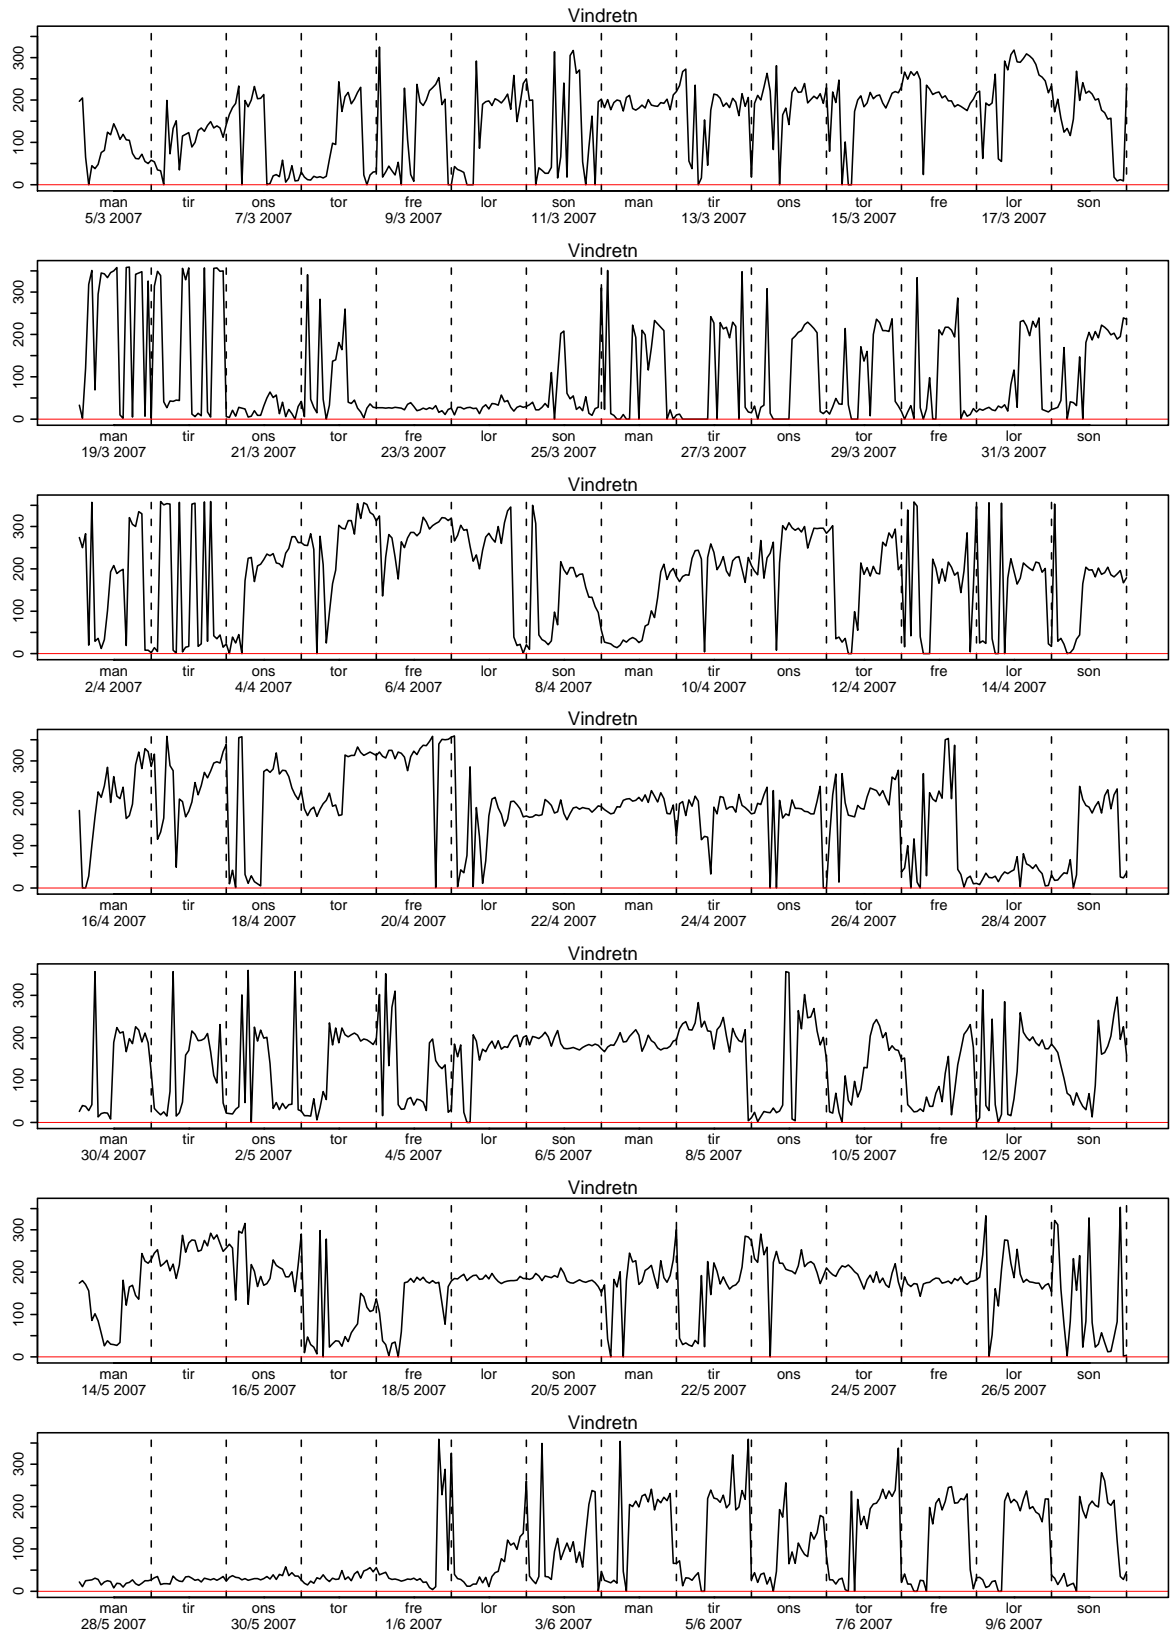 Vindretn
300
200
100
0
man tir ons tor fre lor son man tir ons tor fre lor son
5/3 2007 7/3 2007 9/3 2007 11/3 2007 13/3 2007 15/3 2007 17/3 2007
Vindretn
300
200
100
0
man tir ons tor fre lor son man tir ons tor fre lor son
19/3 2007 21/3 2007 23/3 2007 25/3 2007 27/3 2007 29/3 2007 31/3 2007
Vindretn
300
200
100
0
man tir ons tor fre lor son man tir ons tor fre lor son
2/4 2007 4/4 2007 6/4 2007 8/4 2007 10/4 2007 12/4 2007 14/4 2007
Vindretn
300
200
100
0
man tir ons tor fre lor son man tir ons tor fre lor son
16/4 2007 18/4 2007 20/4 2007 22/4 2007 24/4 2007 26/4 2007 28/4 2007
Vindretn
300
200
100
0
man tir ons tor fre lor son man tir ons tor fre lor son
30/4 2007 2/5 2007 4/5 2007 6/5 2007 8/5 2007 10/5 2007 12/5 2007
Vindretn
300
200
100
0
man tir ons tor fre lor son man tir ons tor fre lor son
14/5 2007 16/5 2007 18/5 2007 20/5 2007 22/5 2007 24/5 2007 26/5 2007
Vindretn
300
200
100
0
man tir ons tor fre lor son man tir ons tor fre lor son
28/5 2007 30/5 2007 1/6 2007 3/6 2007 5/6 2007 7/6 2007 9/6 2007